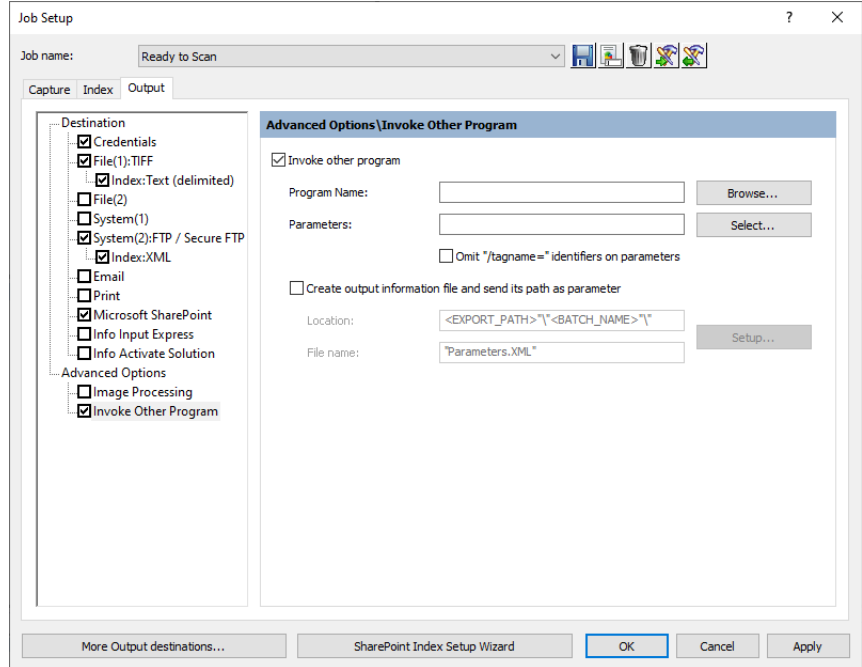 Job Setup
?
Job name:
Ready to Scan
Capture Index Output
Destination
Credentials
File(1):TIFF
Index:Text (delimited)
File(2)
System(1)
System(2):FTP / Secure FTP
Index:XML
Email
Print
Microsoft SharePoint
Info Input Express
Info Activate Solution
Advanced Options
Image Processing
Invoke Other Program
Advanced Options\Invoke Other Program
Invoke other program
Program Name:
Browse...
Parameters:
Select...
Omit "/tagname=" identifiers on parameters
Create output information file and send its path as parameter
Location:
<EXPORT_PATH>"\"<BATCH_NAME>"\"
Setup...
File name:
"Parameters.XML"
More Output destinations...
SharePoint Index Setup Wizard
OK
Cancel
Apply